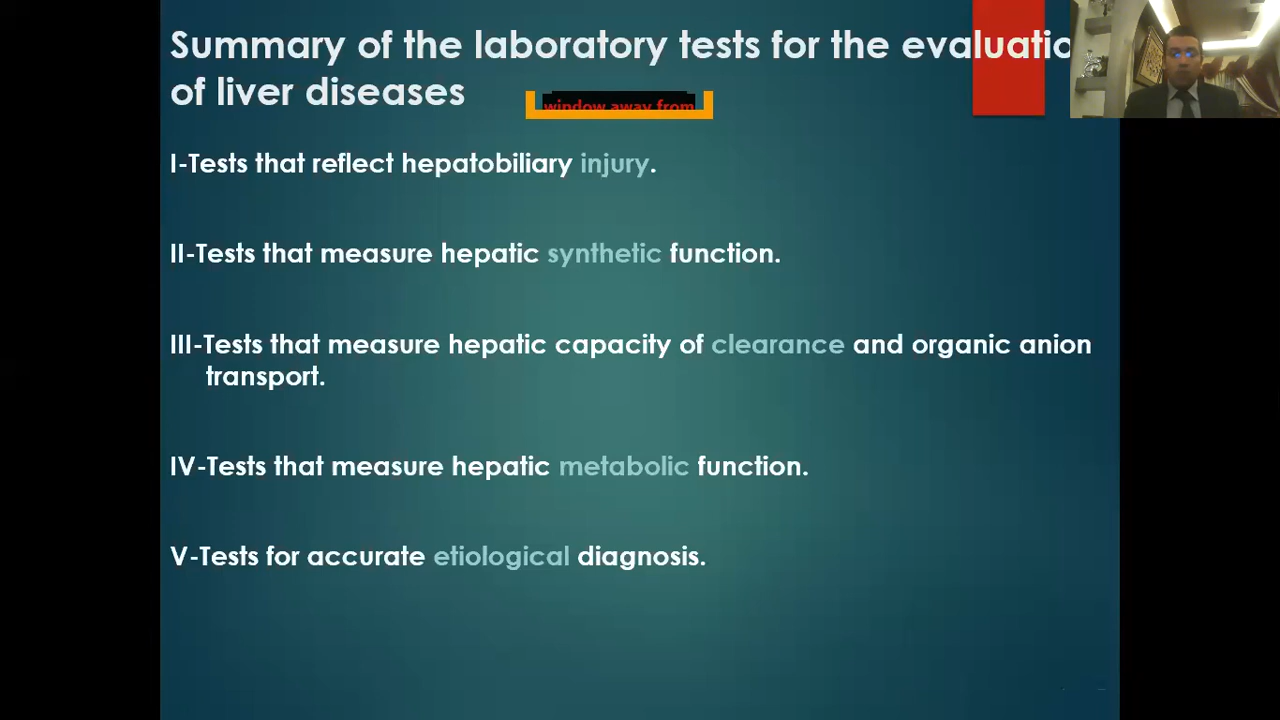 Summary of the laboratory tests for the evaluatio
of liver diseases
window away from
I-Tests that reflect hepatobiliary injury.
II-Tests that measure hepatic synthetic function.
III-Tests that measure hepatic capacity of clearance and organic anion
transport.
IV-Tests that measure hepatic metabolic function.
V-Tests for accurate etiological diagnosis.